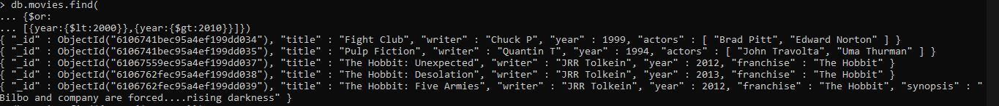 > db.movies.find(
... {$or:
... [{year:{$lt:2000}},{year:{$gt:2010}}]})
{ "_id" : ObjectId("6106741bec95a4ef199dd034"), "title" : "Fight Club", "writer" : "Chuck P", "year" : 1999, "actors" : [ "Brad Pitt", "Edward Norton" ] }
{ "_id" : ObjectId("6106741bec95a4ef199dd035"), "title" : "Pulp Fiction", "writer" : "Quantin T", "year" : 1994, "actors" : [ "John Travolta", "Uma Thurman" ] }
{ "_id" : ObjectId("61067559ec95a4ef199dd037"), "title" : "The Hobbit: Unexpected", "writer" : "JRR Tolkein", "year" : 2012, "franchise" : "The Hobbit" }
{ "_id" : ObjectId("6106762fec95a4ef199dd038"), "title" : "The Hobbit: Desolation", "writer" : "JRR Tolkein", "year" : 2013, "franchise" : "The Hobbit" }
{ "_id" : ObjectId("6106762fec95a4ef199dd039"), "title" : "The Hobbit: Five Armies", "writer" : "JRR Tolkein", "year" : 2012, "franchise" : "The Hobbit", "synopsis" : "
Bilbo and company are forced....rising darkness" }